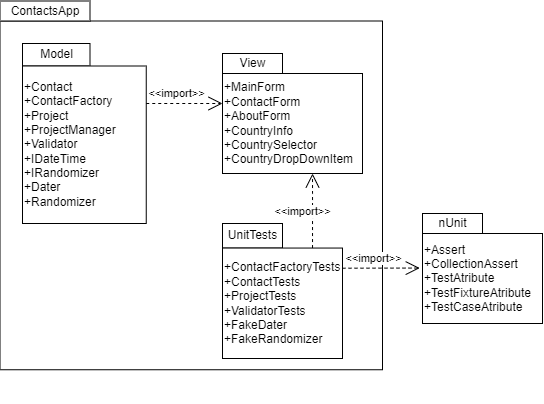 ContactsApp
Model
+Contact
+ContactFactory
+Project
+ProjectManager
+Validator
+IDateTime
+IRandomizer
+Dater
+Randomizer
<<import>>
View
+MainForm
+ContactForm
+AboutForm
+CountryInfo
+CountrySelector
+CountryDropDownItem
<<import>>
UnitTests
+ContactFactoryTests
+ContactTests
+ProjectTests
+ValidatorTests
+FakeDater
+FakeRandomizer
<<import>>
nUnit
+Assert
+CollectionAssert
+TestAtribute
+TestFixtureAtribute
+TestCaseAtribute